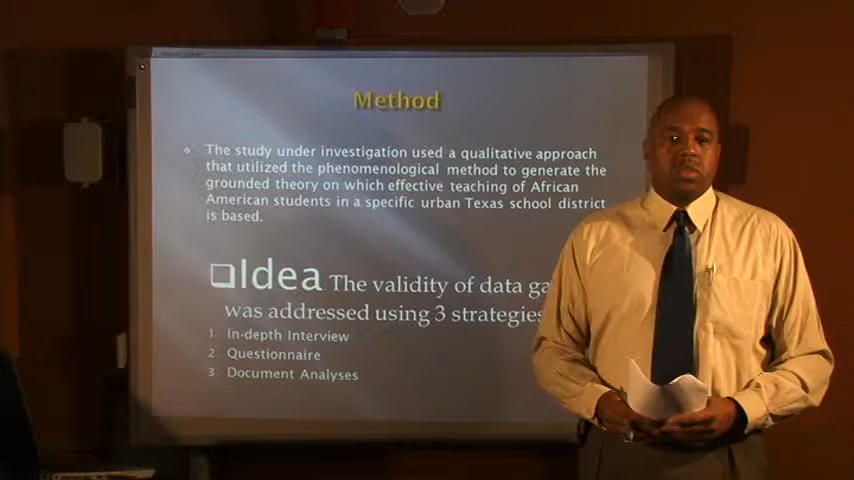 Method
The study under investigation used a qualitative approach
that utilized the phenomenological method to generate the
grounded theory on which effective teaching of African
American students in a specific urban Texas school district
is based.
❑Idea The validity of data ga
was addressed using 3 strategies
1 In-depth Interview
2 Questionnaire
3 Document Analyses